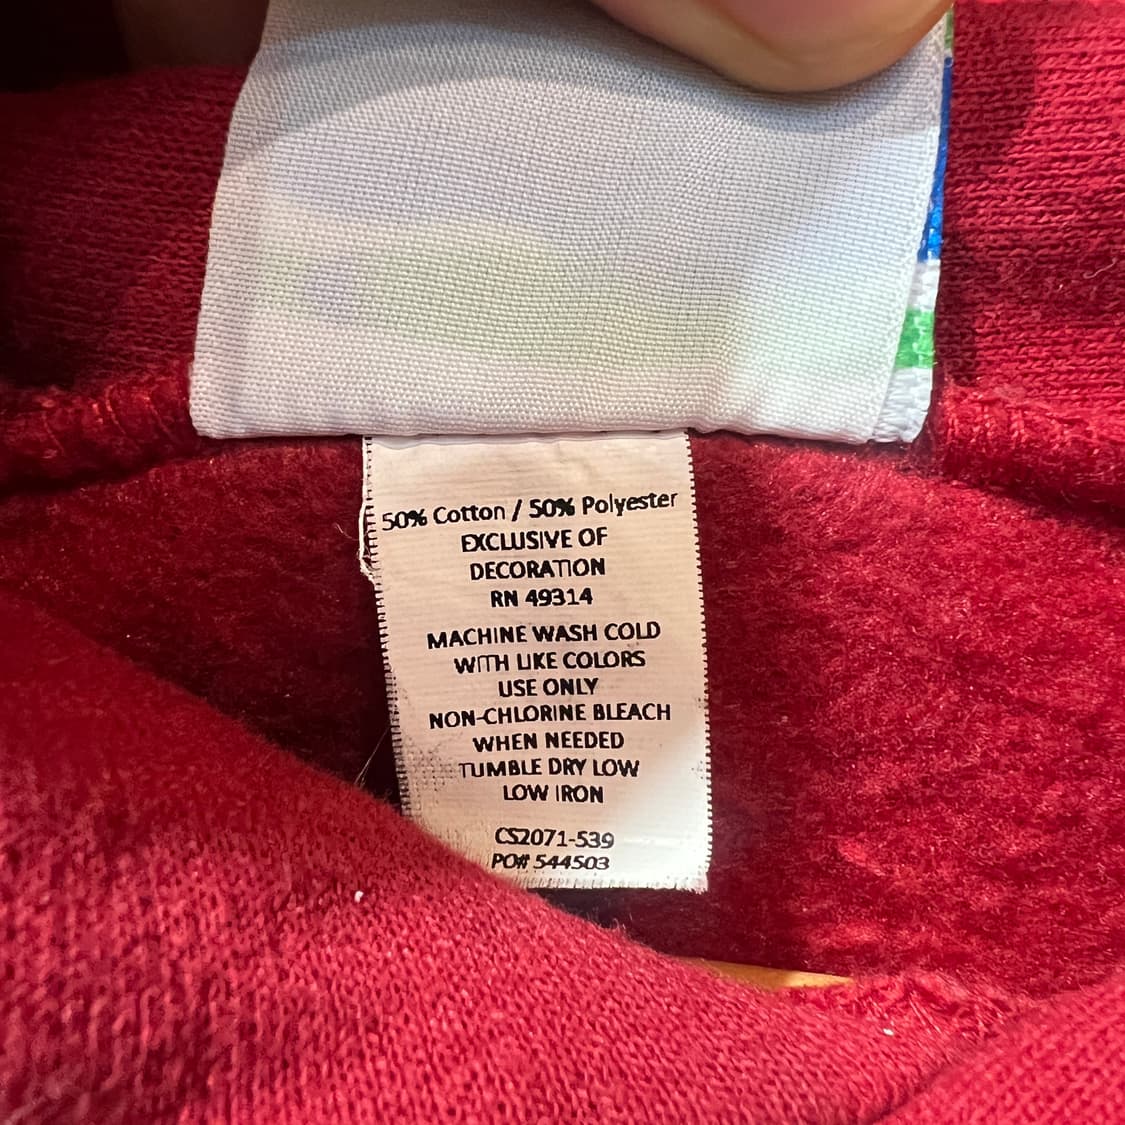 50% Cotton / 50% Polyester
EXCLUSIVE OF
DECORATION
RN 49314
MACHINE WASH COLD
WITH LIKE COLORS
USE ONLY
NON-CHLORINE BLEACH
WHEN NEEDED
TUMBLE DRY LOW
LOW IRON
CS2071-539
PO# 544503